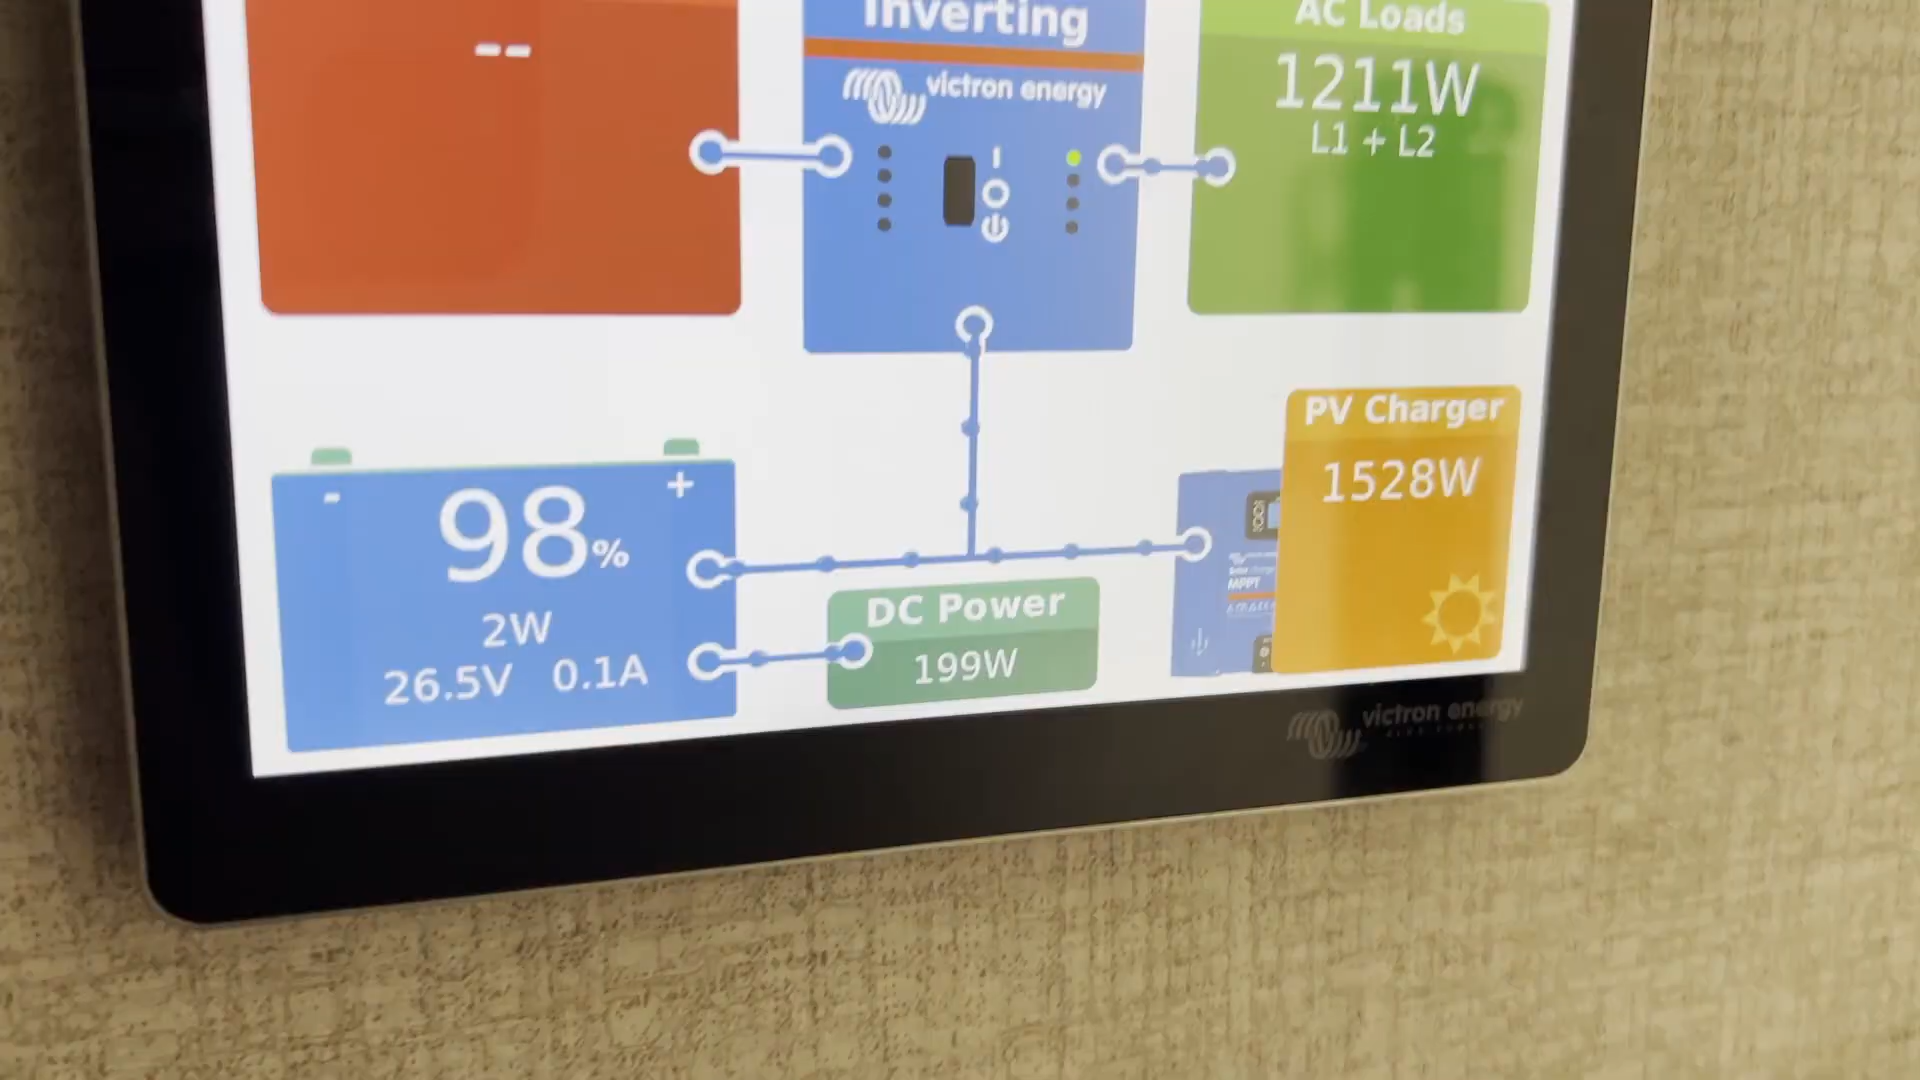 --
Inverting
victron energy
AC Loads
1211W
L1 + L2
- +
98%
2W
26.5V 0.1A
DC Power
199W
PV Charger
1528W
MPPT
victron energy